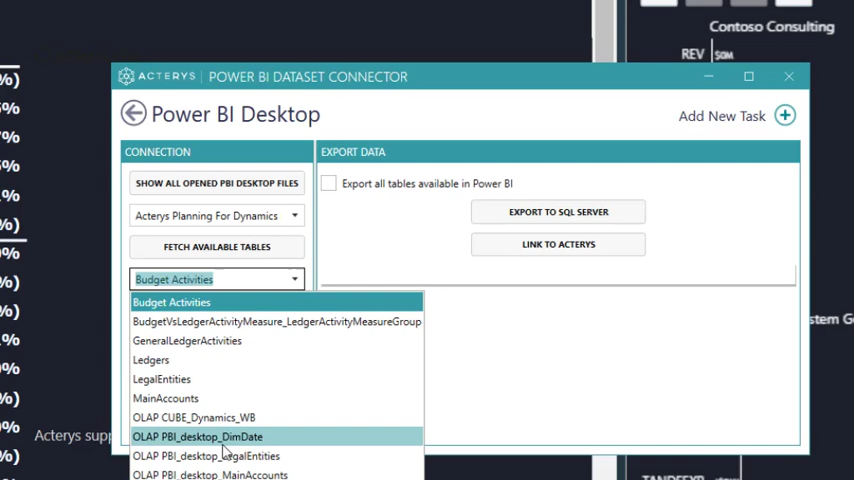 Contoso Consulting
REV
$GM
ACTERYS POWER BI DATASET CONNECTOR
%)
Power BI Desktop
Add New Task
CONNECTION
EXPORT DATA
SHOW ALL OPENED PBI DESKTOP FILES
Export all tables available in Power BI
Acterys Planning For Dynamics
EXPORT TO SQL SERVER
FETCH AVAILABLE TABLES
LINK TO ACTERYS
Budget Activities
Budget Activities
BudgetVsLedgerActivityMeasure_LedgerActivityMeasureGroup
GeneralLedgerActivities
Ledgers
LegalEntities
MainAccounts
OLAP CUBE_Dynamics_WB
Acterys supp
OLAP PBI_desktop_DimDate
OLAP PBI_desktop_LegalEntities
OLAP PBI_desktop_MainAccounts